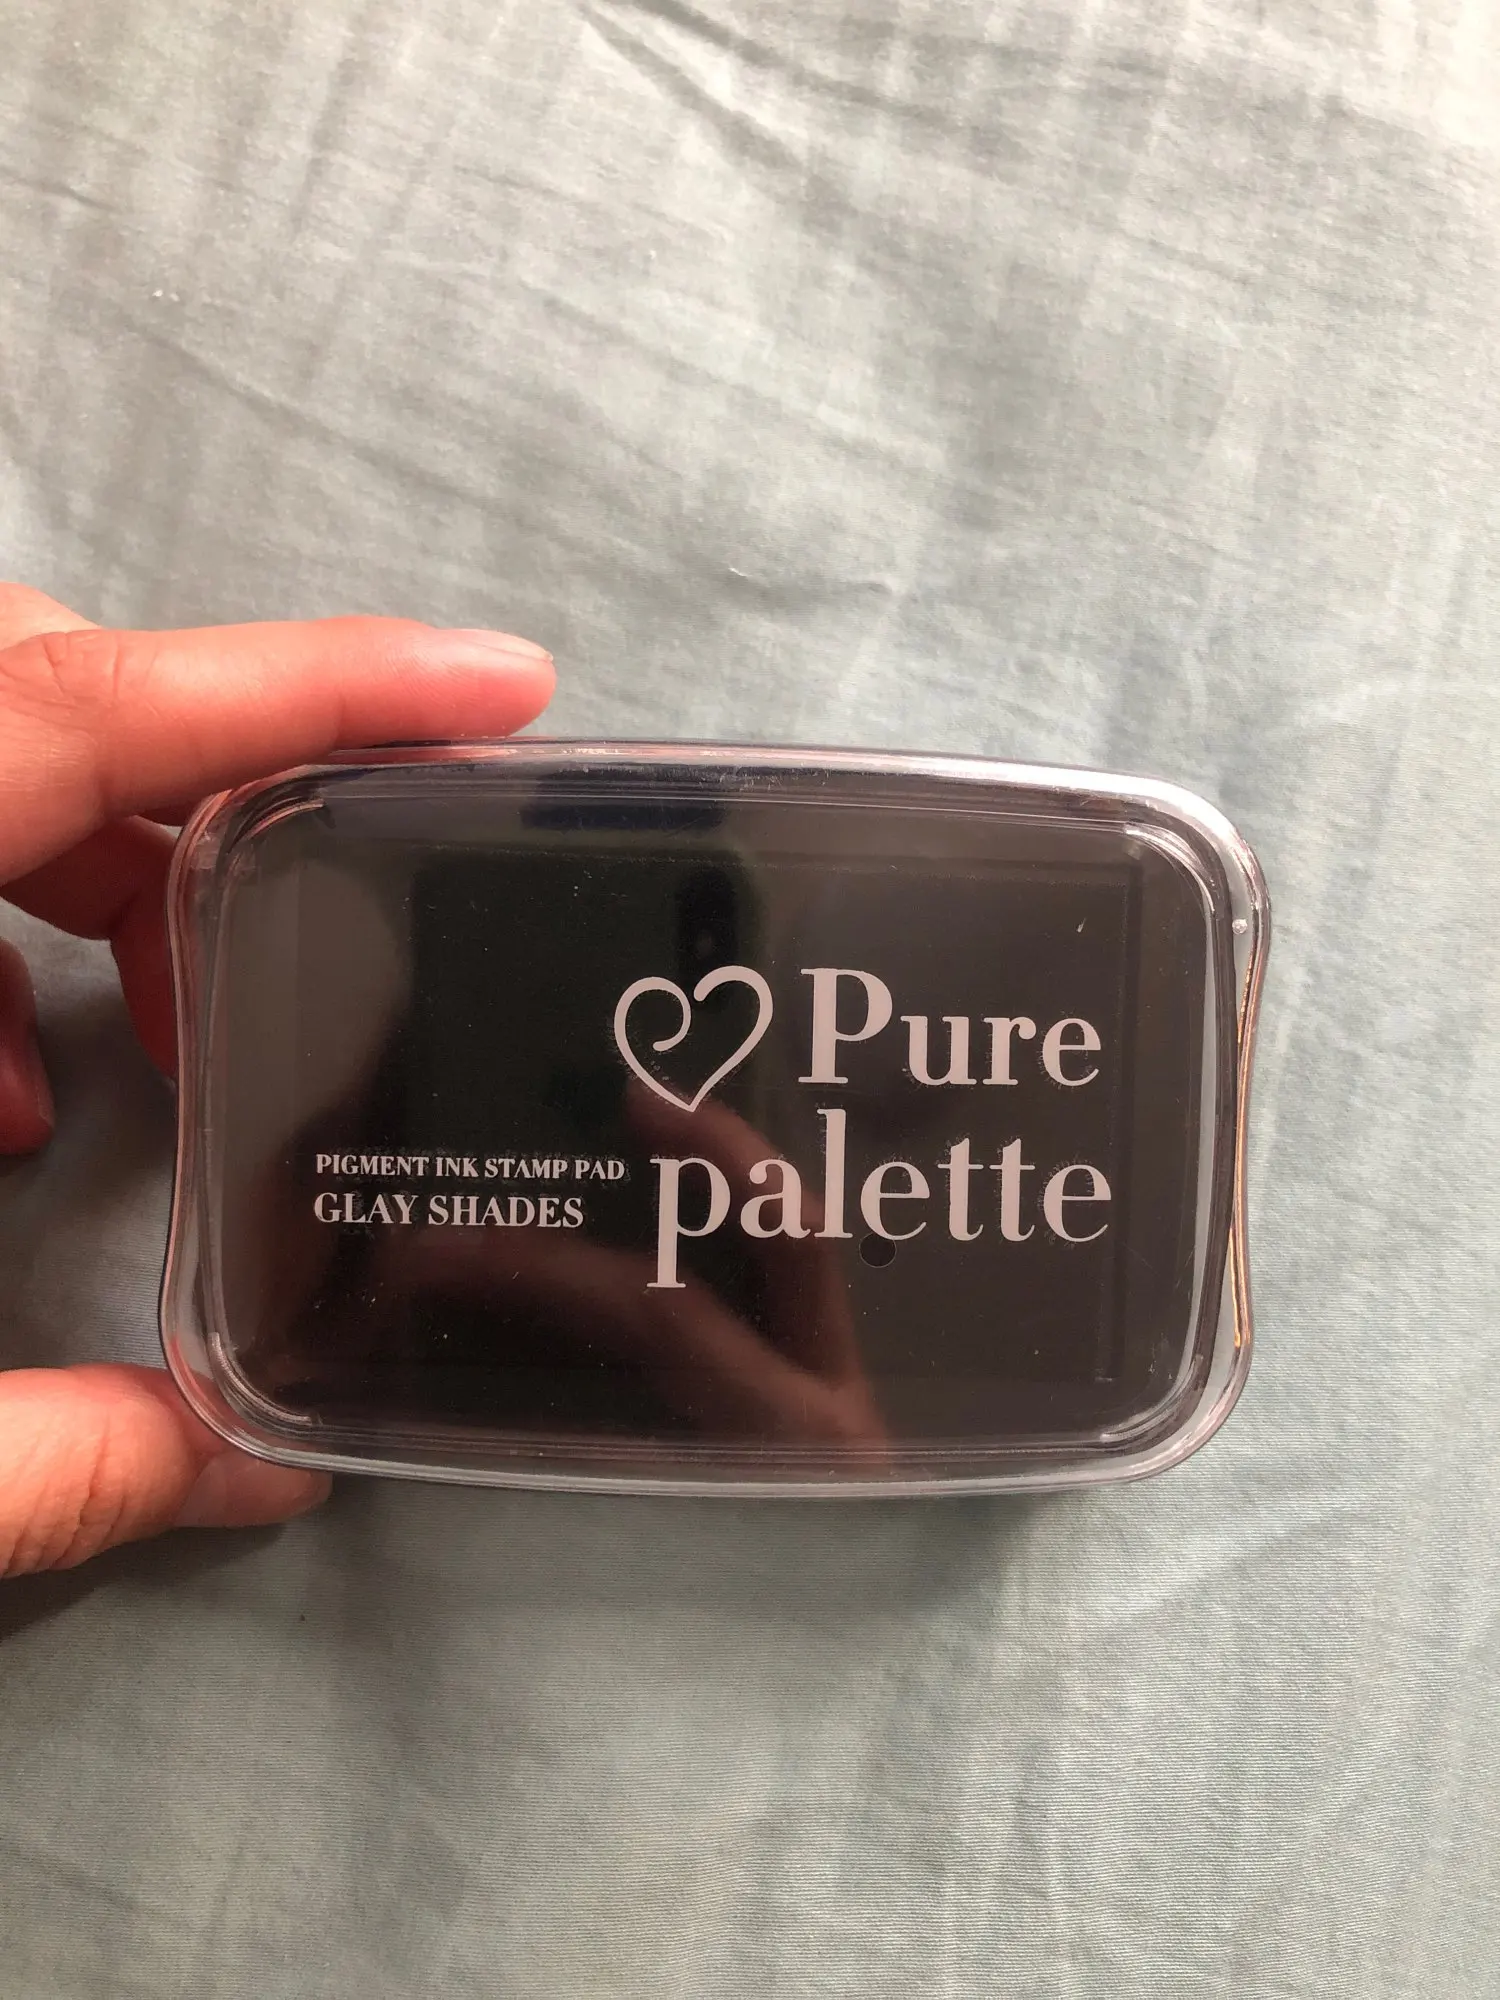 Pure
palette
PIGMENT INK STAMP PAD
GLAY SHADES